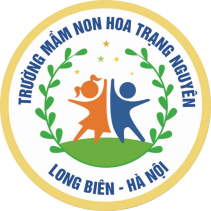 TRƯỜNG MẦM NON HOA TRẠNG NGUYÊN
LONG BIÊN - HÀ NỘI